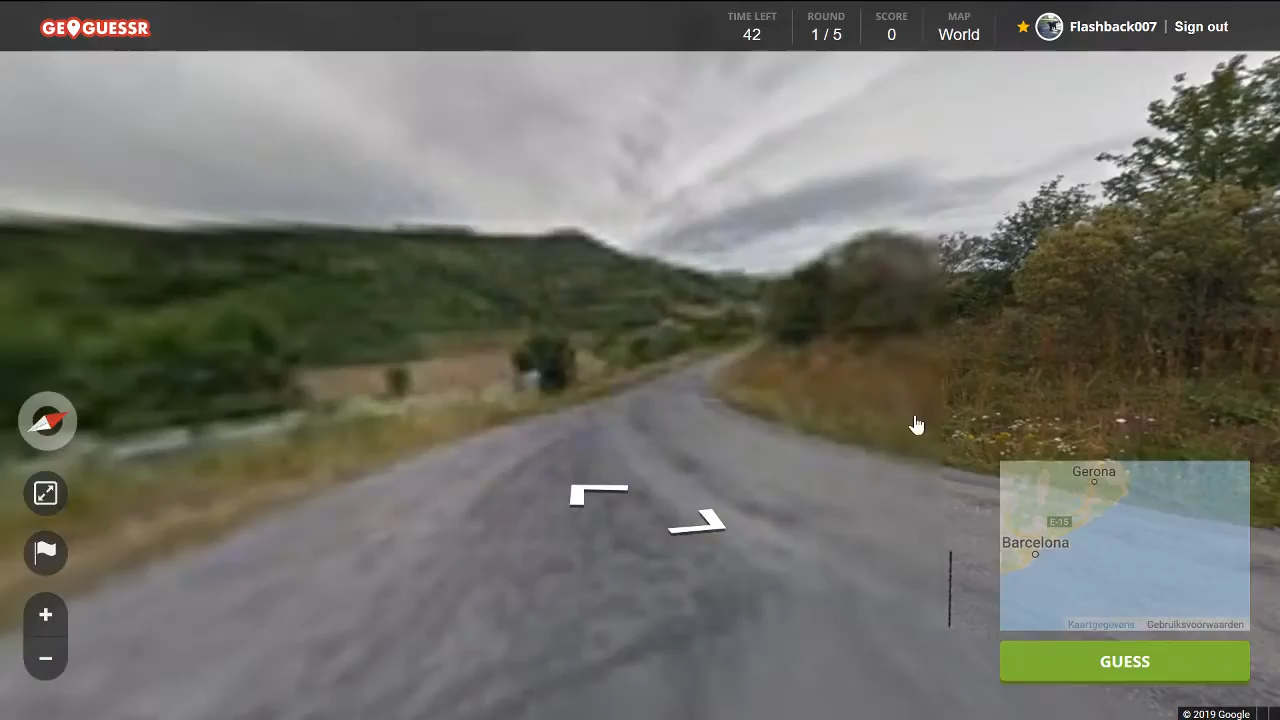 GEOGUESSR
TIME LEFT
42
ROUND
1 / 5
SCORE
0
MAP
World
Flashback007 | Sign out
Gerona
E-15
Barcelona
Kaartgegevens Gebruiksvoorwaarden
GUESS
© 2019 Google